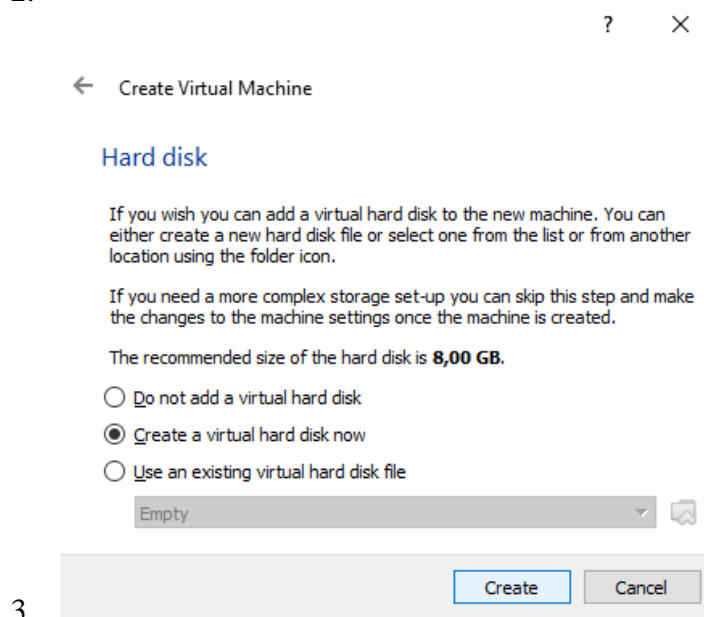 2.
?
Create Virtual Machine
Hard disk
If you wish you can add a virtual hard disk to the new machine. You can
either create a new hard disk file or select one from the list or from another
location using the folder icon.
If you need a more complex storage set-up you can skip this step and make
the changes to the machine settings once the machine is created.
The recommended size of the hard disk is 8,00 GB.
Do not add a virtual hard disk
Create a virtual hard disk now
Use an existing virtual hard disk file
Empty
Create Cancel
3.